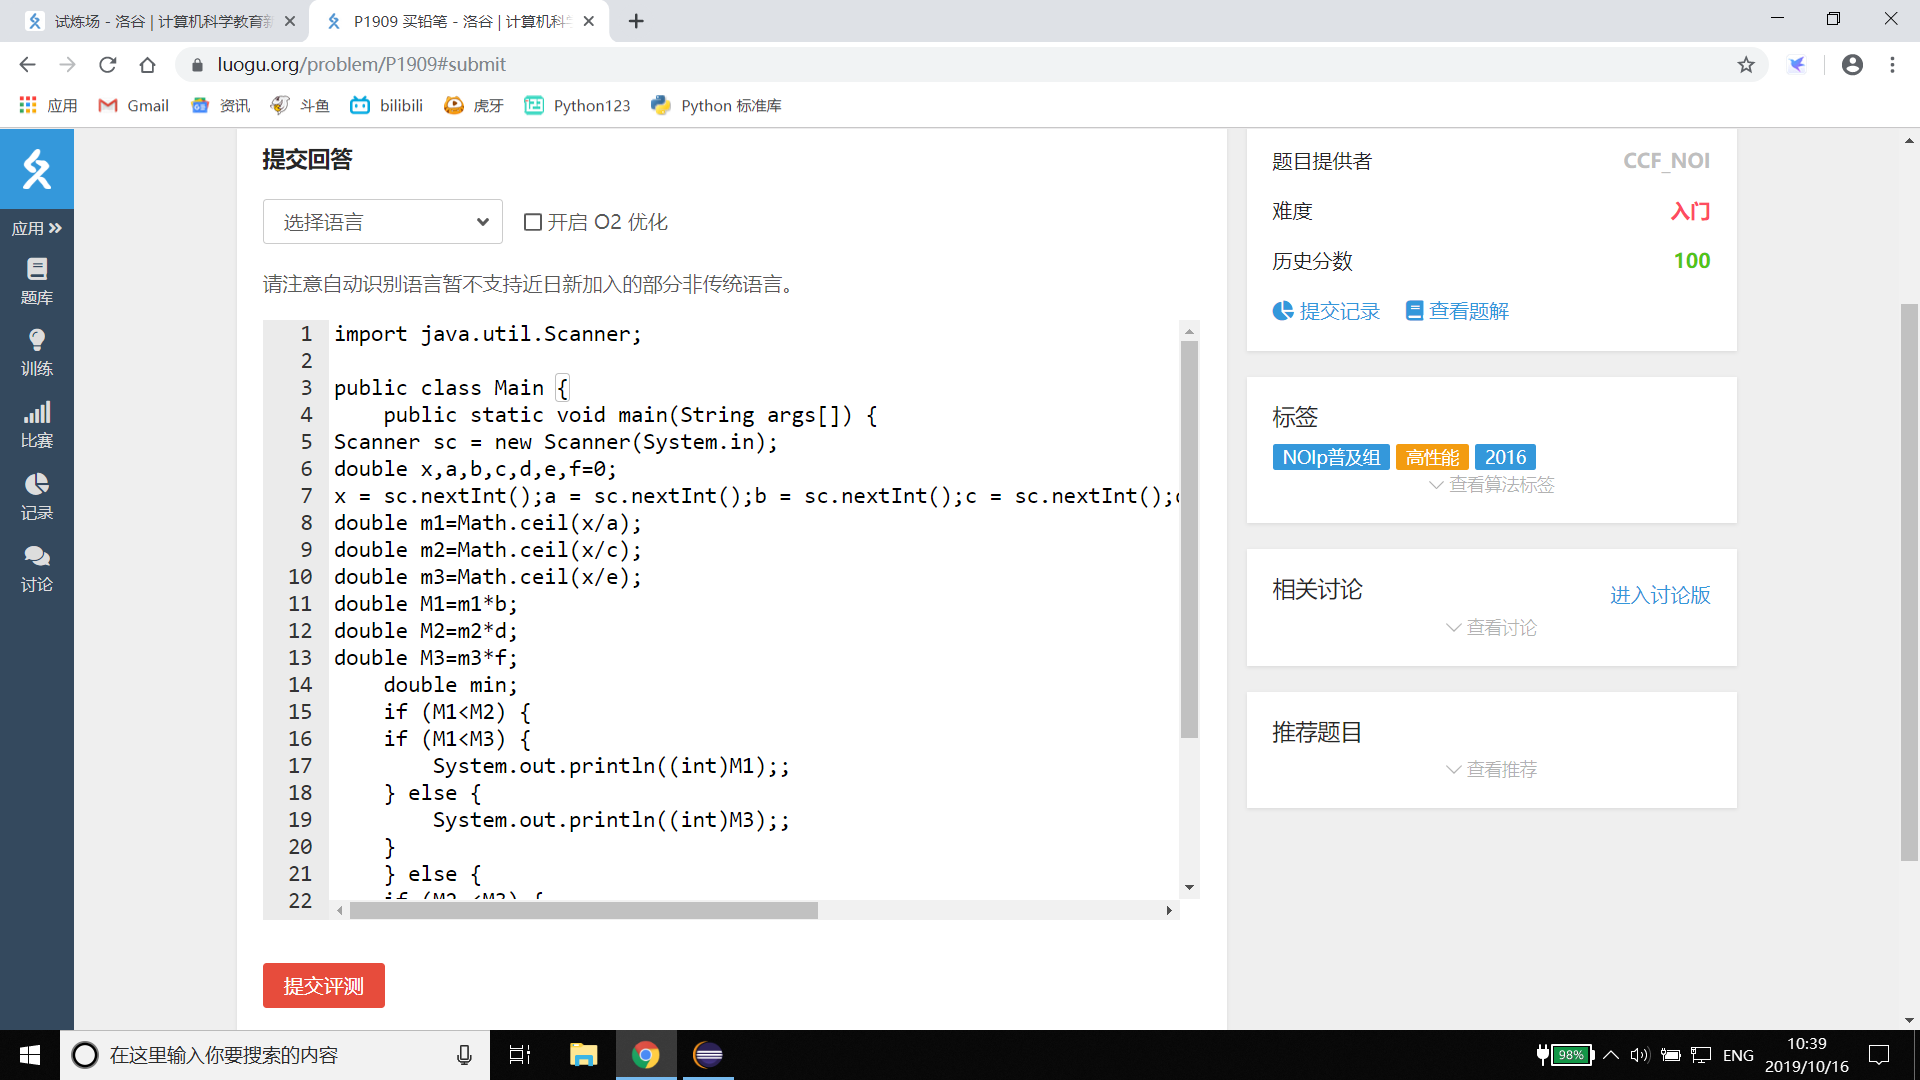 试炼场 - 洛谷 | 计算机科学教育新
P1909 买铅笔 - 洛谷 | 计算机科学
luogu.org/problem/P1909#submit
应用 Gmail 资讯 斗鱼 bilibili 虎牙 Python123 Python 标准库
应用
题库
训练
比赛
记录
讨论
提交回答
选择语言 开启 O2 优化
请注意自动识别语言暂不支持近日新加入的部分非传统语言。
1 import java.util.Scanner;
2
3 public class Main {
4 public static void main(String args[]) {
5 Scanner sc = new Scanner(System.in);
6 double x,a,b,c,d,e,f=0;
7 x = sc.nextInt();a = sc.nextInt();b = sc.nextInt();c = sc.nextInt();
8 double m1=Math.ceil(x/a);
9 double m2=Math.ceil(x/c);
10 double m3=Math.ceil(x/e);
11 double M1=m1*b;
12 double M2=m2*d;
13 double M3=m3*f;
14 double min;
15 if (M1<M2) {
16 if (M1<M3) {
17 System.out.println((int)M1);;
18 } else {
19 System.out.println((int)M3);;
20 }
21 } else {
22 if (M2 <M3) {
提交评测
题目提供者 CCF_NOI
难度 入门
历史分数 100
提交记录 查看题解
标签
NOIp普及组 高性能 2016
查看算法标签
相关讨论 进入讨论版
查看讨论
推荐题目
查看推荐
在这里输入你要搜索的内容
98% ENG
10:39
2019/10/16